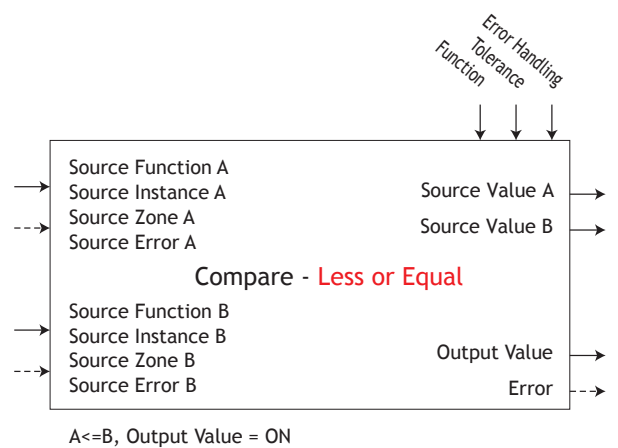 Error Handling
Tolerance
Function
Source Function A
Source Instance A
Source Zone A
Source Error A
Source Value A
Source Value B
Compare - Less or Equal
Source Function B
Source Instance B
Source Zone B
Source Error B
Output Value
Error
A<=B, Output Value = ON